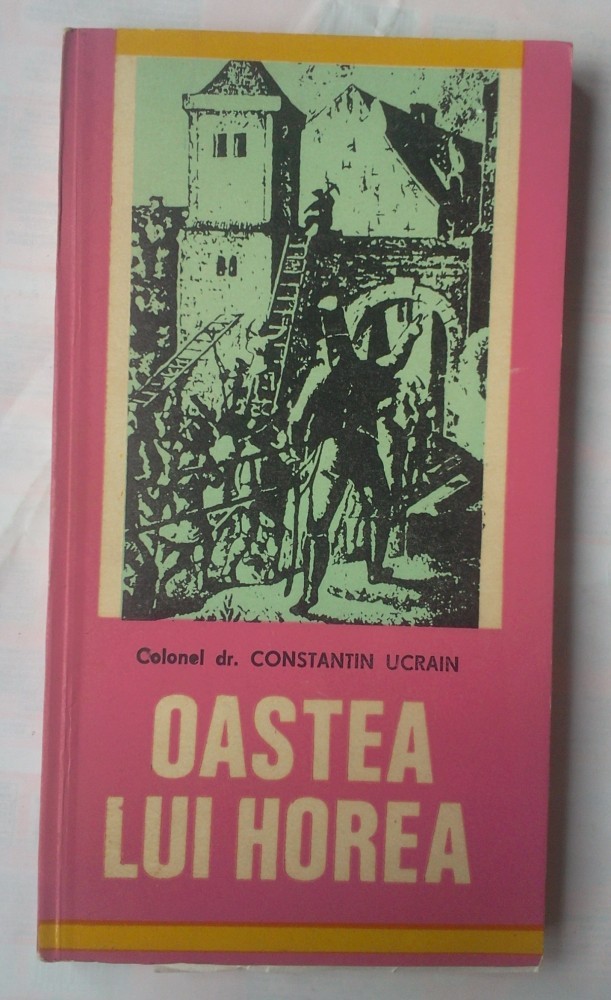 Colonel dr. CONSTANTIN UCRAIN
OASTEA
LUI HOREA